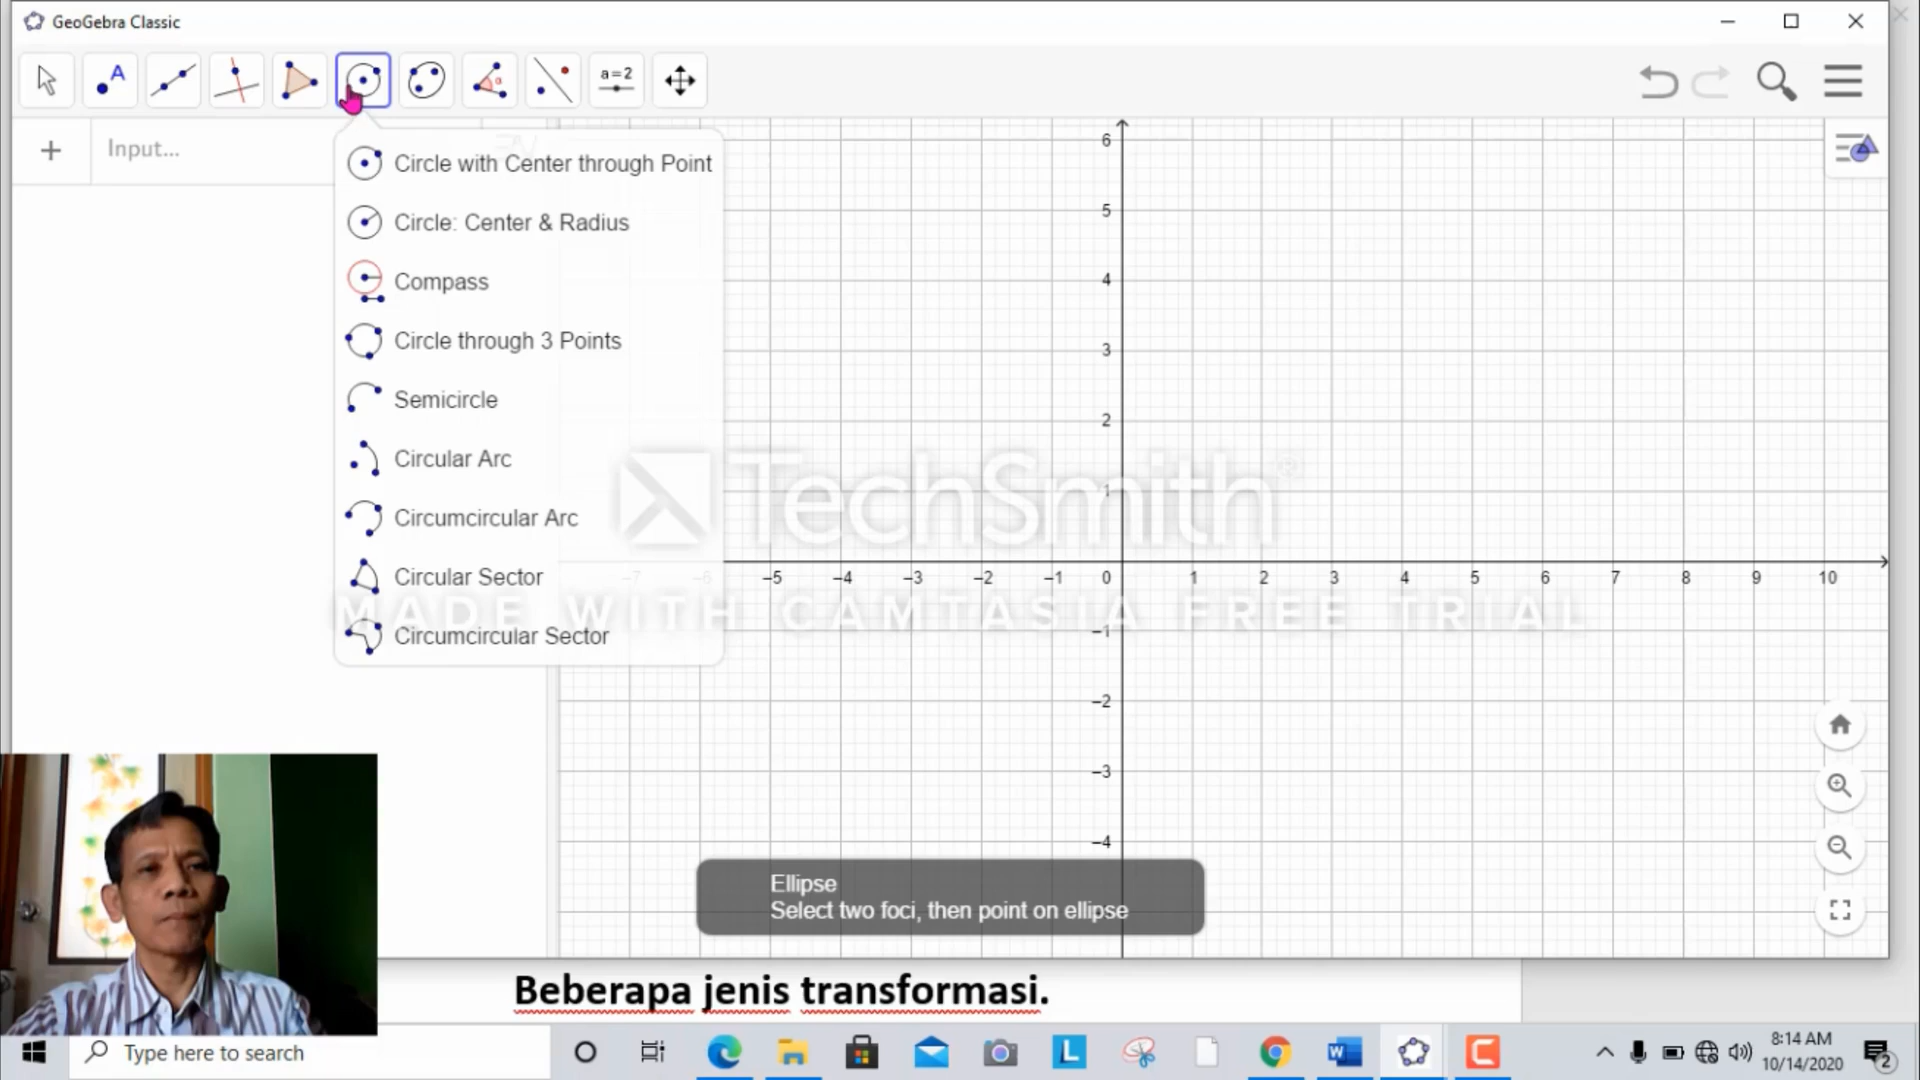 GeoGebra Classic
A
α
a=2
Input...
Circle with Center through Point
Circle: Center & Radius
Compass
Circle through 3 Points
Semicircle
Circular Arc
Circumcircular Arc
Circular Sector
Circumcircular Sector
6
5
4
3
2
1
−7 −6 −5 −4 −3 −2 −1 0 1 2 3 4 5 6 7 8 9 10
−1
−2
−3
−4
TechSmith®
MADE WITH CAMTASIA FREE TRIAL
Ellipse
Select two foci, then point on ellipse
Beberapa jenis transformasi.
Type here to search
L
W
C
8:14 AM
10/14/2020
2